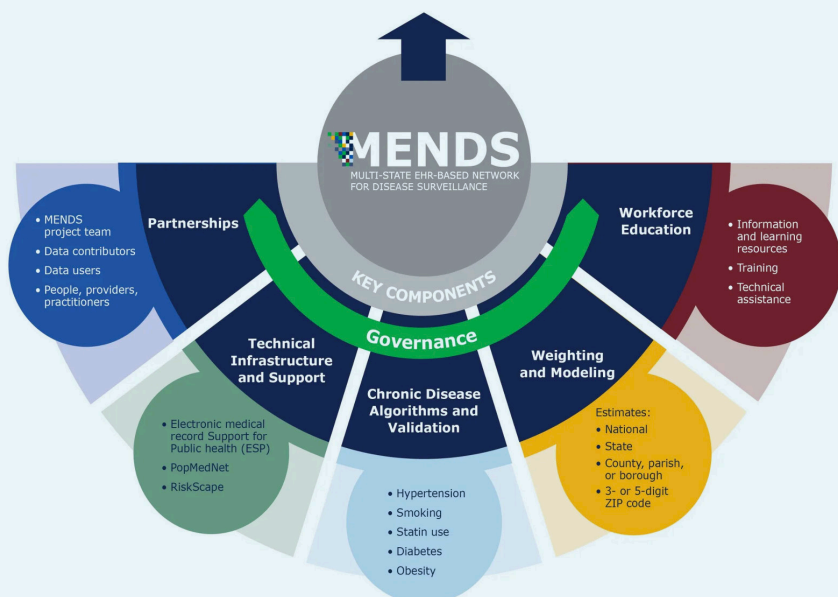 MENDS
MULTI-STATE EHR-BASED NETWORK
FOR DISEASE SURVEILLANCE
KEY COMPONENTS
Governance
Partnerships
• MENDS
project team
• Data contributors
• Data users
• People, providers,
practitioners
Technical
Infrastructure
and Support
• Electronic medical
record Support for
Public health (ESP)
• PopMedNet
• RiskScape
Chronic Disease
Algorithms and
Validation
• Hypertension
• Smoking
• Statin use
• Diabetes
• Obesity
Weighting
and Modeling
Estimates:
• National
• State
• County, parish,
or borough
• 3- or 5-digit
ZIP code
Workforce
Education
• Information
and learning
resources
• Training
• Technical
assistance